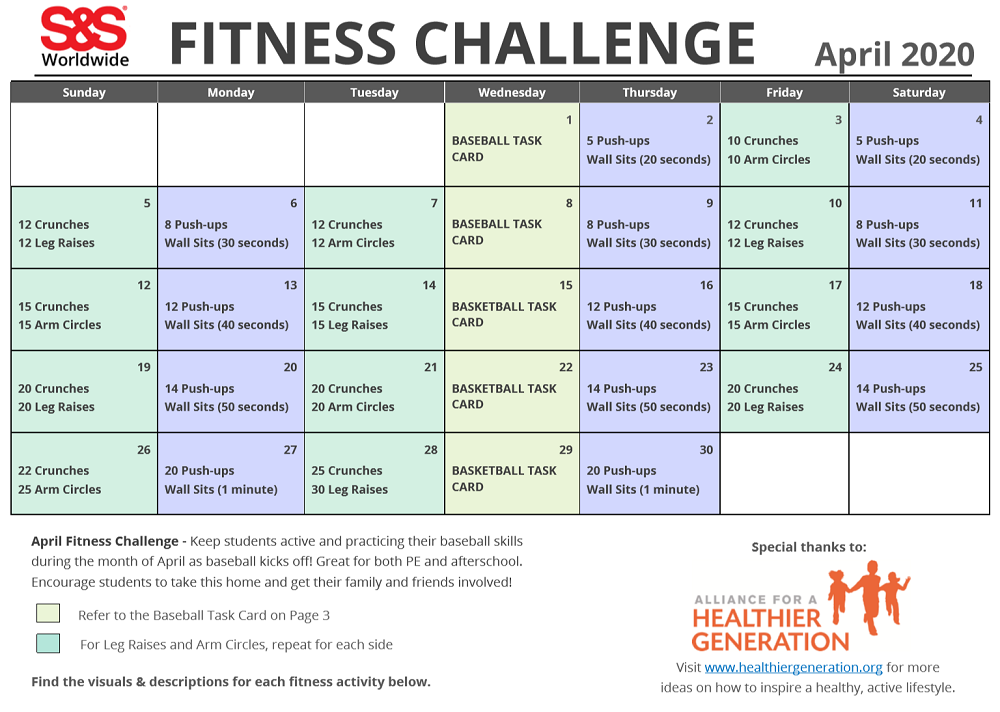 S&S
Worldwide
FITNESS CHALLENGE
April 2020
Sunday Monday Tuesday Wednesday Thursday Friday Saturday
1
BASEBALL TASK
CARD
2
5 Push-ups
Wall Sits (20 seconds)
3
10 Crunches
10 Arm Circles
4
5 Push-ups
Wall Sits (20 seconds)
5
12 Crunches
12 Leg Raises
6
8 Push-ups
Wall Sits (30 seconds)
7
12 Crunches
12 Arm Circles
8
BASEBALL TASK
CARD
9
8 Push-ups
Wall Sits (30 seconds)
10
12 Crunches
12 Leg Raises
11
8 Push-ups
Wall Sits (30 seconds)
12
15 Crunches
15 Arm Circles
13
12 Push-ups
Wall Sits (40 seconds)
14
15 Crunches
15 Leg Raises
15
BASKETBALL TASK
CARD
16
12 Push-ups
Wall Sits (40 seconds)
17
15 Crunches
15 Arm Circles
18
12 Push-ups
Wall Sits (40 seconds)
19
20 Crunches
20 Leg Raises
20
14 Push-ups
Wall Sits (50 seconds)
21
20 Crunches
20 Arm Circles
22
BASKETBALL TASK
CARD
23
14 Push-ups
Wall Sits (50 seconds)
24
20 Crunches
20 Leg Raises
25
14 Push-ups
Wall Sits (50 seconds)
26
22 Crunches
25 Arm Circles
27
20 Push-ups
Wall Sits (1 minute)
28
25 Crunches
30 Leg Raises
29
BASKETBALL TASK
CARD
30
20 Push-ups
Wall Sits (1 minute)
April Fitness Challenge - Keep students active and practicing their baseball skills
during the month of April as baseball kicks off! Great for both PE and afterschool.
Encourage students to take this home and get their family and friends involved!
Refer to the Baseball Task Card on Page 3
For Leg Raises and Arm Circles, repeat for each side
Find the visuals & descriptions for each fitness activity below.
Special thanks to:
ALLIANCE FOR A
HEALTHIER
GENERATION
Visit www.healthiergeneration.org for more
ideas on how to inspire a healthy, active lifestyle.